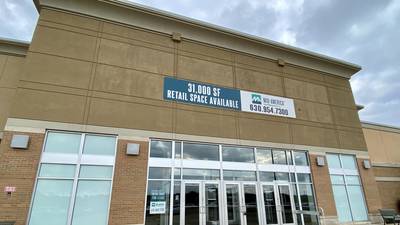 31,000 SF
RETAIL SPACE AVAILABLE
MID-AMERICA
630.954.7300